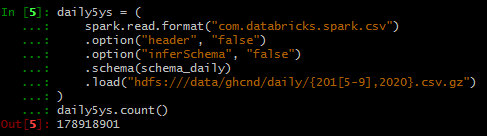 In [5]: daily5ys = (
   ...:     spark.read.format("com.databricks.spark.csv")
   ...:     .option("header", "false")
   ...:     .option("inferSchema", "false")
   ...:     .schema(schema_daily)
   ...:     .load("hdfs:///data/ghcnd/daily/{201[5-9],2020}.csv.gz")
   ...: )
   ...: daily5ys.count()
Out[5]: 178918901